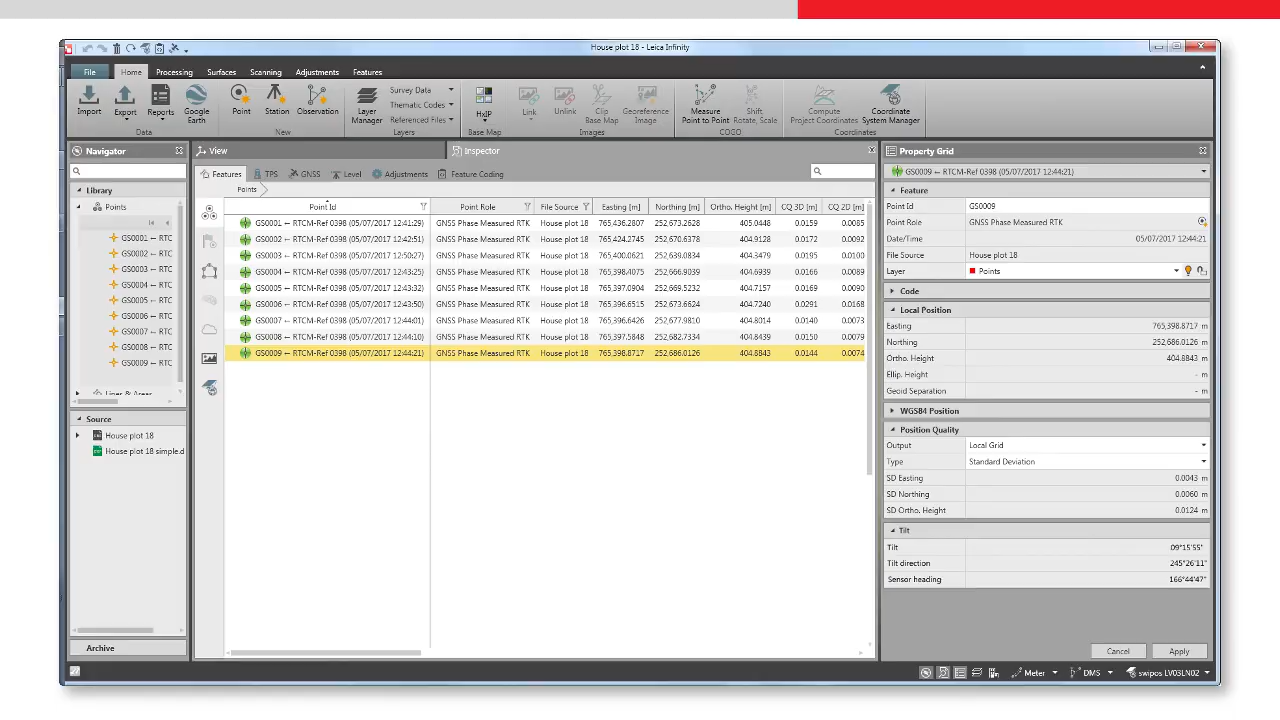 House plot 18 - Leica Infinity
File Home Processing Surfaces Scanning Adjustments Features
Import Export Reports Google Earth Point Station Observation Layer Manager Survey Data Thematic Codes Referenced Files HxIP Link Unlink Clip Base Map Georeference Image Measure Point to Point Shift Rotate, Scale Compute Project Coordinates Coordinate System Manager
Data New Layers Base Map Images COGO Coordinates
Navigator
Library
Points
GS0001 ← RTC
GS0002 ← RTC
GS0003 ← RTC
GS0004 ← RTC
GS0005 ← RTC
GS0006 ← RTC
GS0007 ← RTC
GS0008 ← RTC
GS0009 ← RTC
Lines & Areas
Source
House plot 18
House plot 18 simple.d
Archive
View Inspector
Features TPS GNSS Level Adjustments Feature Coding
Points
Point Id Point Role File Source Easting [m] Northing [m] Ortho. Height [m] CQ 3D [m] CQ 2D [m]
GS0001 ← RTCM-Ref 0398 (05/07/2017 12:41:29) GNSS Phase Measured RTK House plot 18 765,436.2807 252,673.2628 405.0448 0.0159 0.0085
GS0002 ← RTCM-Ref 0398 (05/07/2017 12:42:51) GNSS Phase Measured RTK House plot 18 765,424.2745 252,670.6378 404.9128 0.0172 0.0092
GS0003 ← RTCM-Ref 0398 (05/07/2017 12:50:27) GNSS Phase Measured RTK House plot 18 765,400.0621 252,639.0834 404.3479 0.0195 0.0100
GS0004 ← RTCM-Ref 0398 (05/07/2017 12:43:25) GNSS Phase Measured RTK House plot 18 765,398.4075 252,666.9039 404.6939 0.0166 0.0089
GS0005 ← RTCM-Ref 0398 (05/07/2017 12:43:32) GNSS Phase Measured RTK House plot 18 765,397.0904 252,669.5232 404.7157 0.0169 0.0090
GS0006 ← RTCM-Ref 0398 (05/07/2017 12:43:50) GNSS Phase Measured RTK House plot 18 765,396.6515 252,673.6624 404.7240 0.0291 0.0168
GS0007 ← RTCM-Ref 0398 (05/07/2017 12:44:01) GNSS Phase Measured RTK House plot 18 765,396.6426 252,677.9810 404.8014 0.0140 0.0073
GS0008 ← RTCM-Ref 0398 (05/07/2017 12:44:10) GNSS Phase Measured RTK House plot 18 765,397.5848 252,682.7334 404.8439 0.0150 0.0079
GS0009 ← RTCM-Ref 0398 (05/07/2017 12:44:21) GNSS Phase Measured RTK House plot 18 765,398.8717 252,686.0126 404.8843 0.0144 0.0074
Property Grid
GS0009 ← RTCM-Ref 0398 (05/07/2017 12:44:21)
Feature
Point Id GS0009
Point Role GNSS Phase Measured RTK
Date/Time 05/07/2017 12:44:21
File Source House plot 18
Layer Points
Code
Local Position
Easting 765,398.8717 m
Northing 252,686.0126 m
Ortho. Height 404.8843 m
Ellip. Height - m
Geoid Separation - m
WGS84 Position
Position Quality
Output Local Grid
Type Standard Deviation
SD Easting 0.0043 m
SD Northing 0.0060 m
SD Ortho. Height 0.0124 m
Tilt
Tilt 09°15'55"
Tilt direction 245°26'11"
Sensor heading 166°44'47"
Cancel Apply
Meter DMS swipos LV03LN02